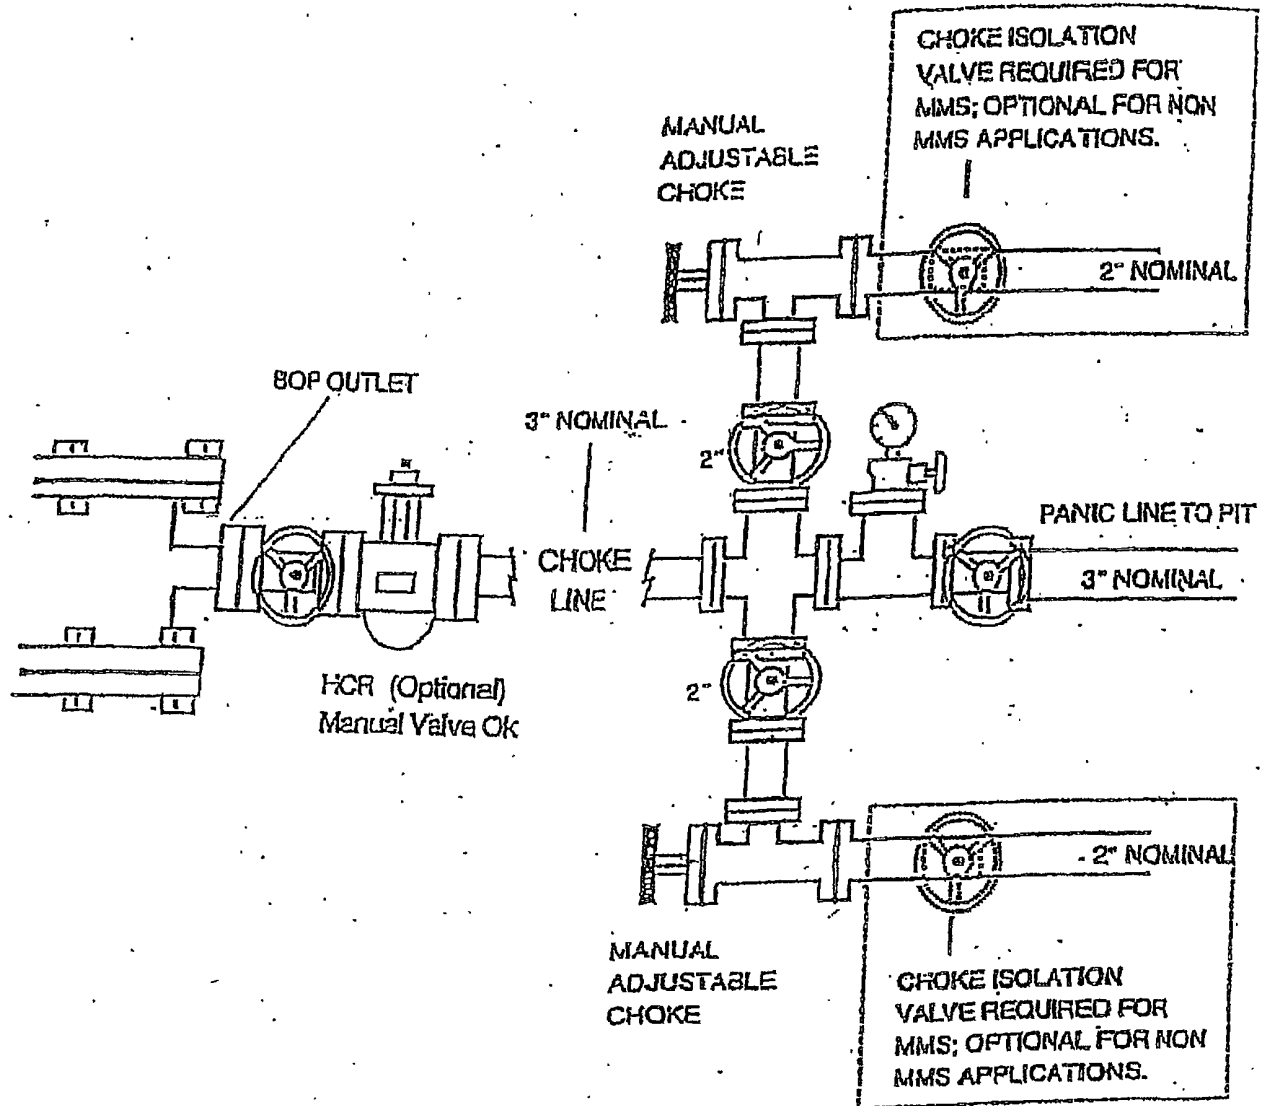 CHOKE ISOLATION
VALVE REQUIRED FOR
MMS; OPTIONAL FOR NON
MMS APPLICATIONS.
MANUAL
ADJUSTABLE
CHOKE
2" NOMINAL
BOP OUTLET
3" NOMINAL
2"
PANIC LINE TO PIT
CHOKE
LINE
3" NOMINAL
HCR (Optional)
Manual Valve Ok
2"
2" NOMINAL
MANUAL
ADJUSTABLE
CHOKE
CHOKE ISOLATION
VALVE REQUIRED FOR
MMS; OPTIONAL FOR NON
MMS APPLICATIONS.